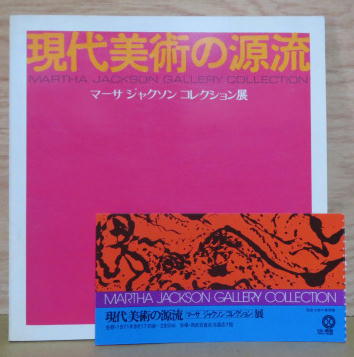 現代美術の源流
MARTHA JACKSON GALLERY COLLECTION
マーサ ジャクソン コレクション展
MARTHA JACKSON GALLERY COLLECTION
現代美術の源流 マーサ ジャクソン コレクション 展